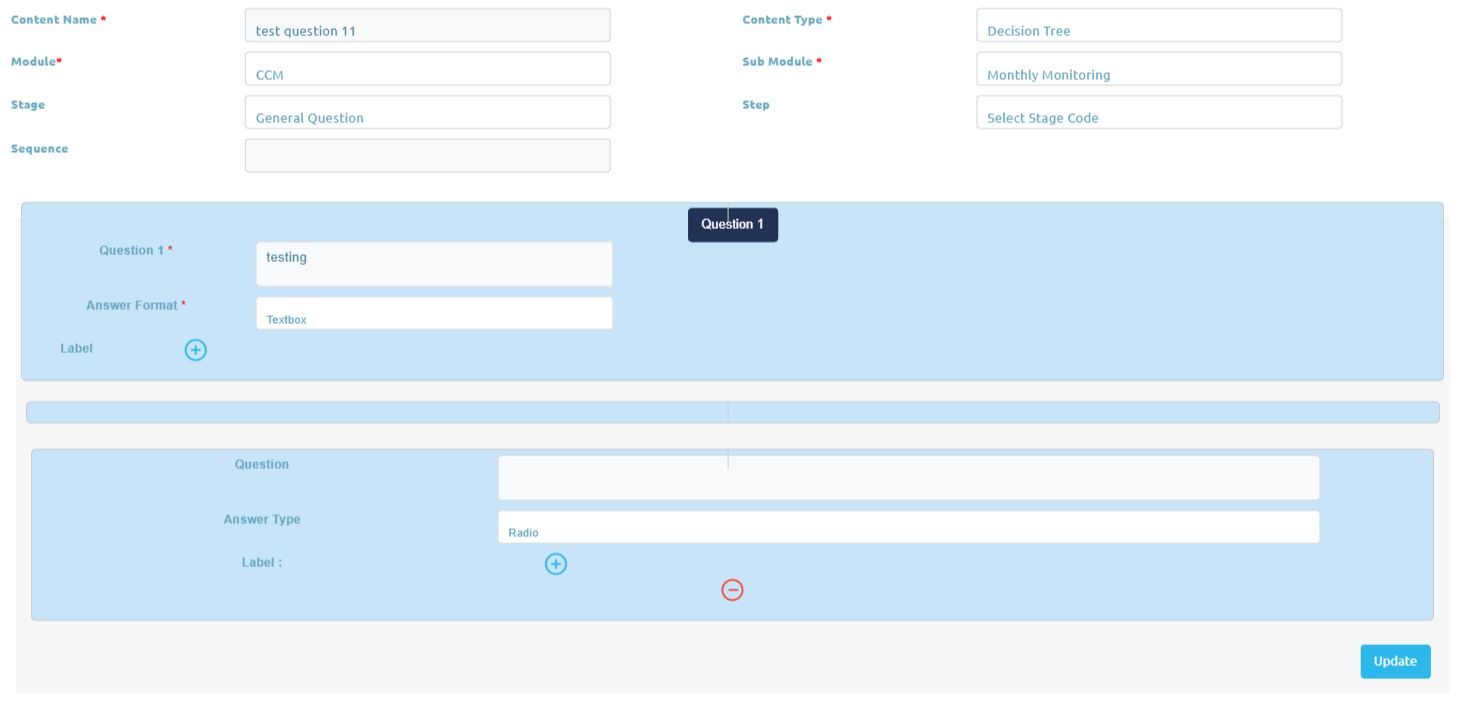 Content Name * test question 11 Content Type * Decision Tree
Module* CCM Sub Module * Monthly Monitoring
Stage General Question Step Select Stage Code
Sequence
Question 1
Question 1 * testing
Answer Format * Textbox
Label
Question
Answer Type Radio
Label :
Update